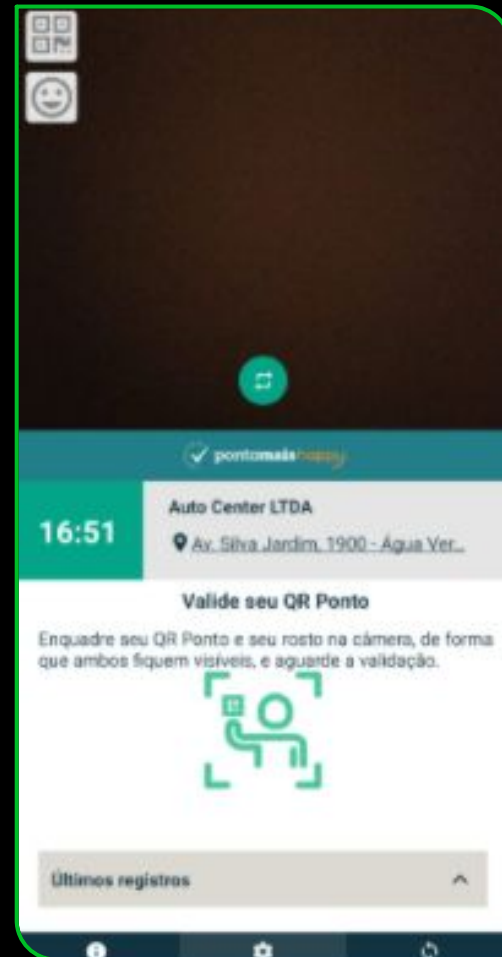 pontomais happy
16:51
Auto Center LTDA
Av. Silva Jardim, 1900 - Água Ver...
Valide seu QR Ponto
Enquadre seu QR Ponto e seu rosto na câmera, de forma
que ambos fiquem visíveis, e aguarde a validação.
Últimos registros